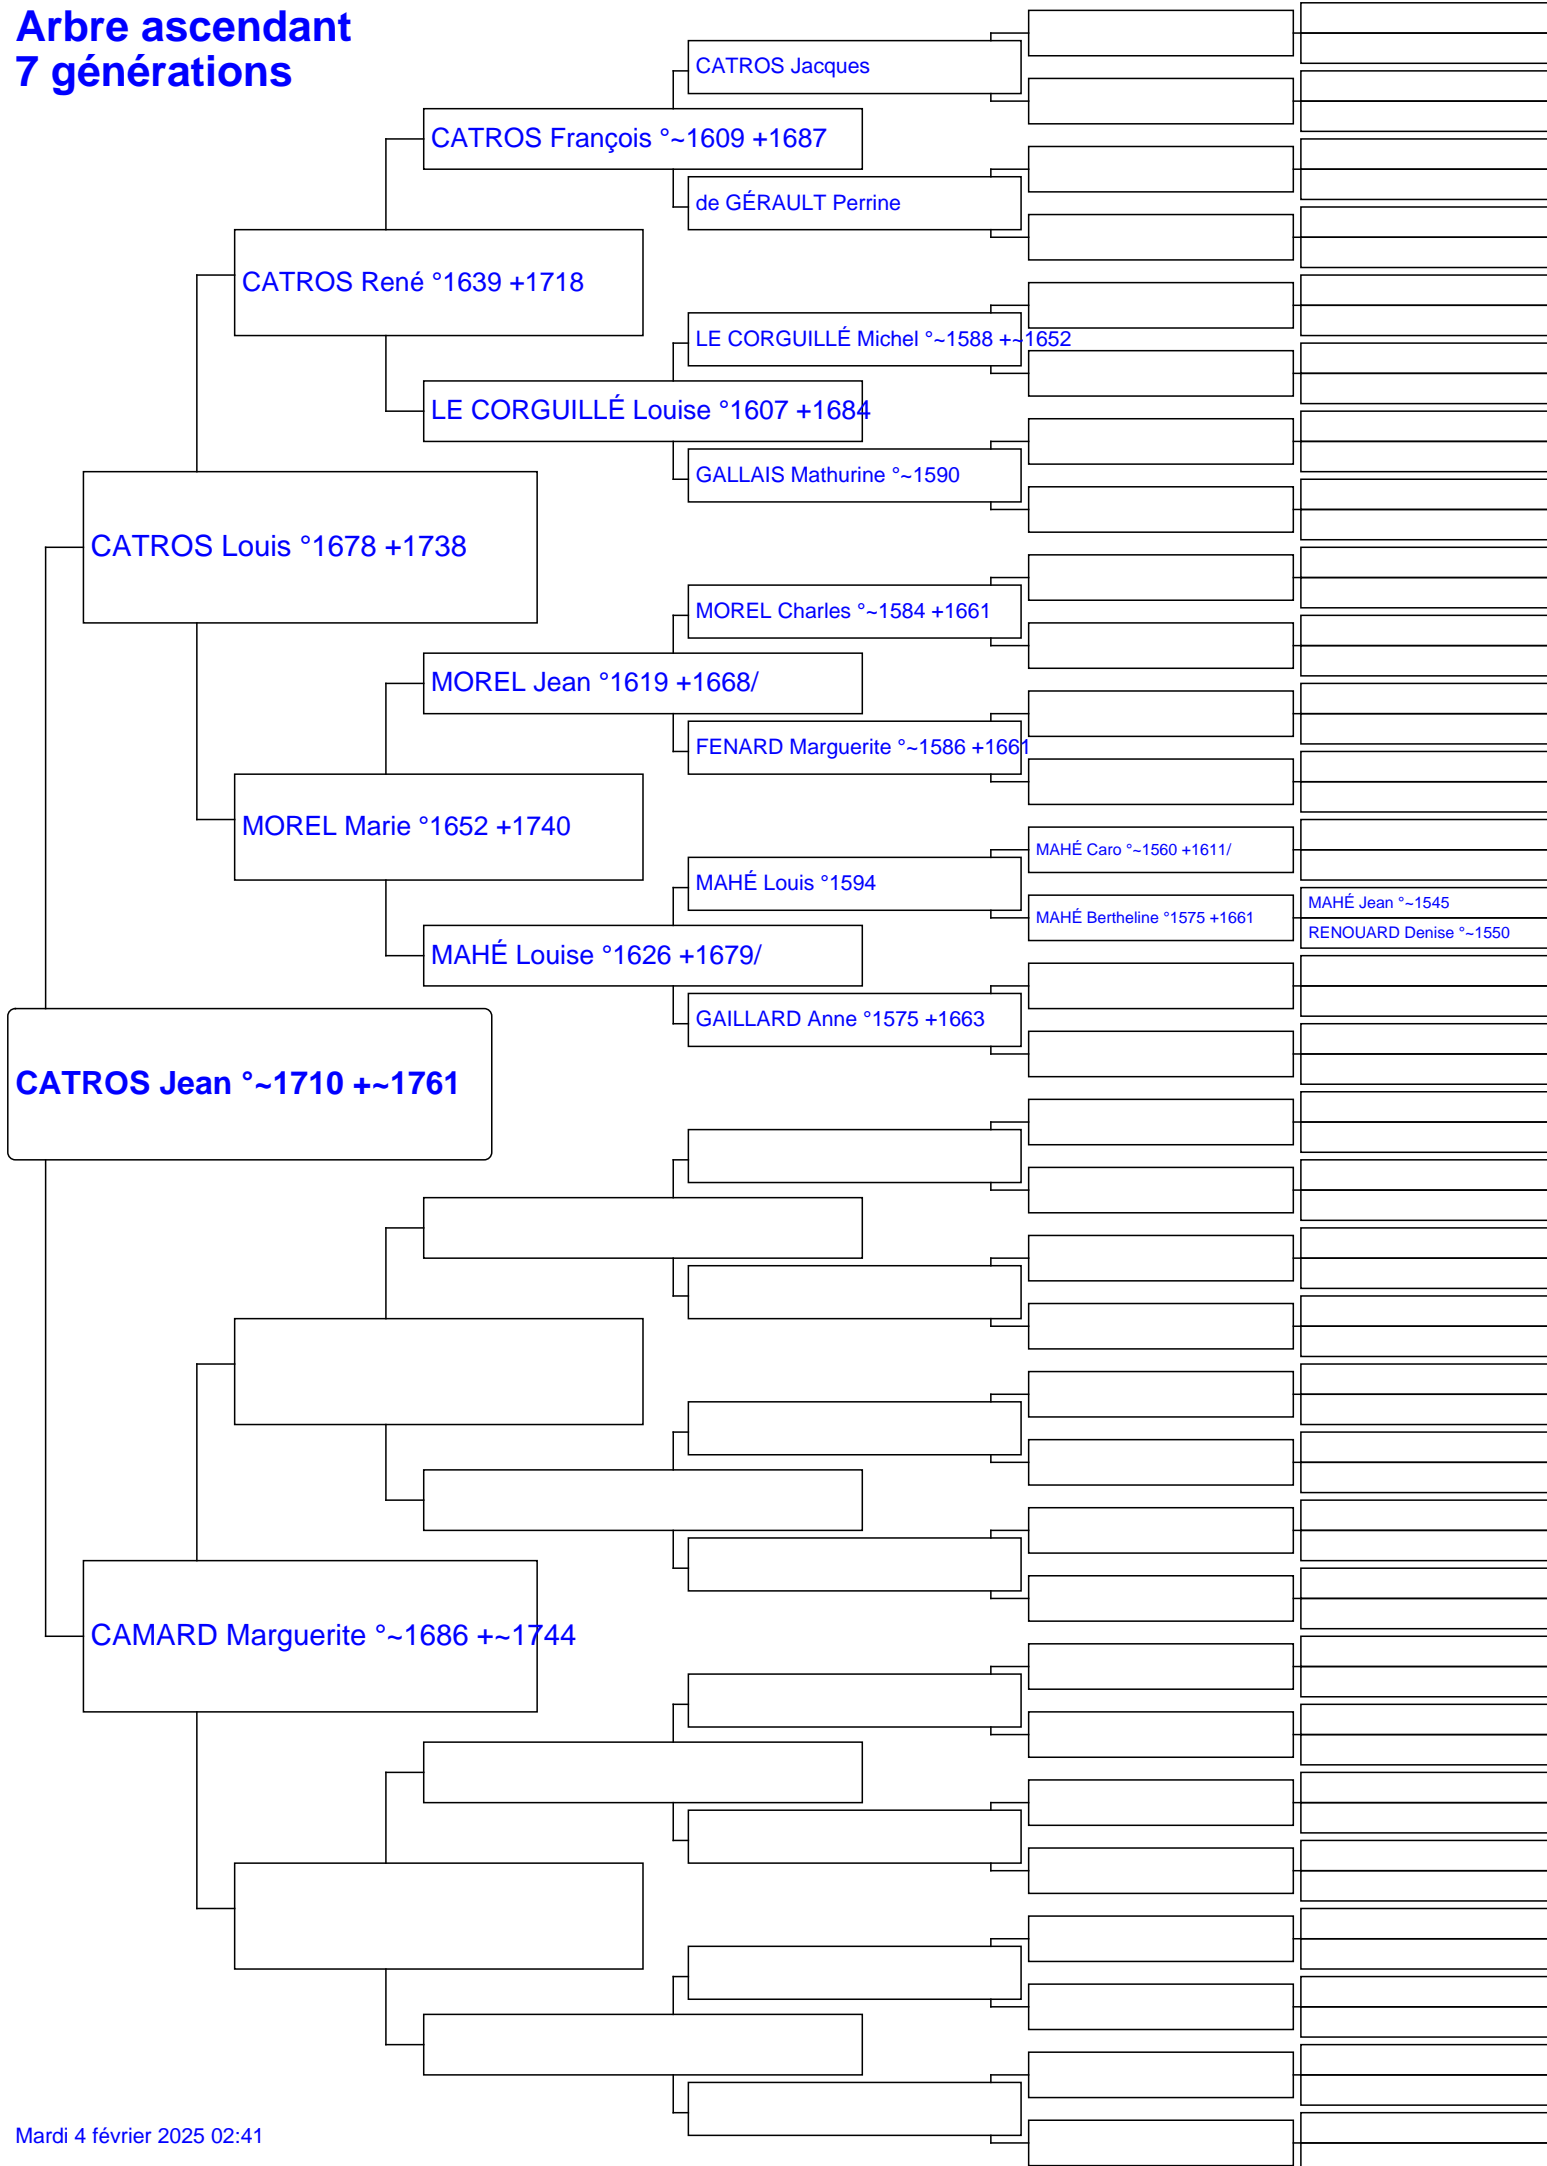 Arbre ascendant
7 générations
CATROS Jacques
CATROS François °~1609 +1687
de GÉRAULT Perrine
CATROS René °1639 +1718
LE CORGUILLÉ Michel °~1588 +~1652
LE CORGUILLÉ Louise °1607 +1684
GALLAIS Mathurine °~1590
CATROS Louis °1678 +1738
MOREL Charles °~1584 +1661
MOREL Jean °1619 +1668/
FENARD Marguerite °~1586 +1661
MOREL Marie °1652 +1740
MAHÉ Caro °~1560 +1611/
MAHÉ Louis °1594
MAHÉ Jean °~1545
MAHÉ Bertheline °1575 +1661
RENOUARD Denise °~1550
MAHÉ Louise °1626 +1679/
GAILLARD Anne °1575 +1663
CATROS Jean °~1710 +~1761
CAMARD Marguerite °~1686 +~1744
Mardi 4 février 2025 02:41